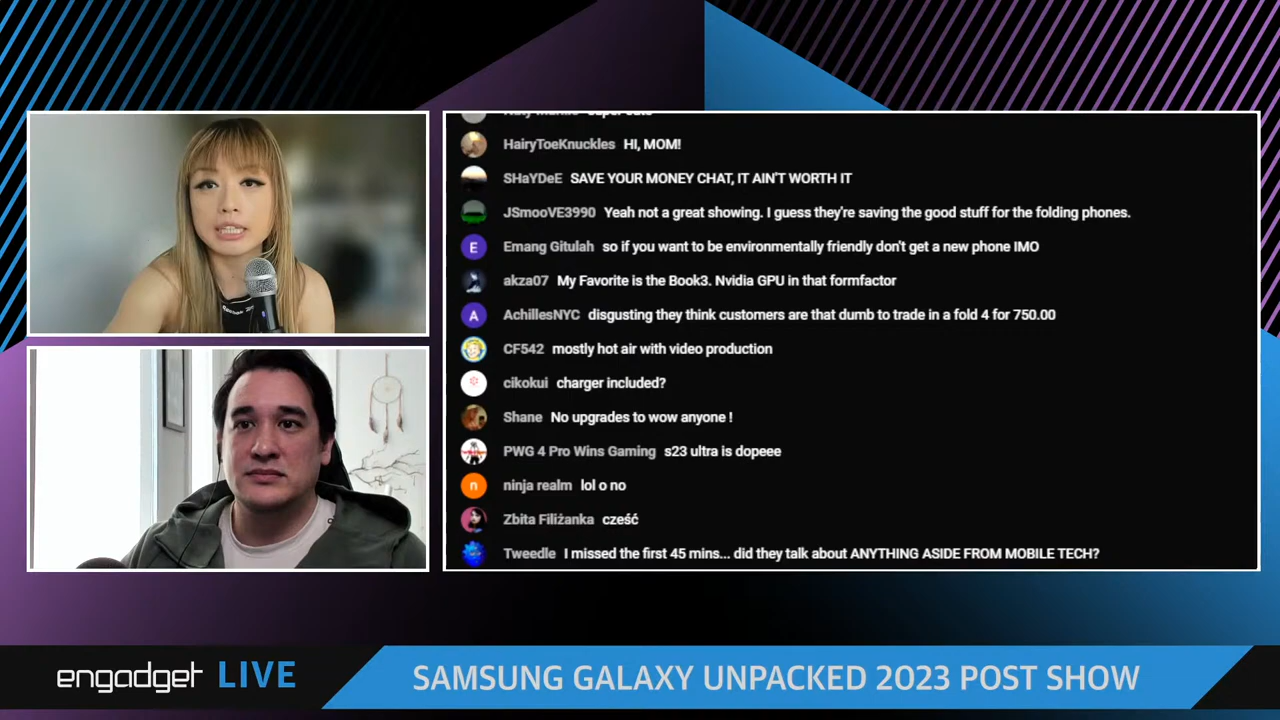 HairyToeKnuckles HI, MOM!
SHaYDeE SAVE YOUR MONEY CHAT, IT AIN'T WORTH IT
JSmooVE3990 Yeah not a great showing. I guess they're saving the good stuff for the folding phones.
E Emang Gitulah so if you want to be environmentally friendly don't get a new phone IMO
akza07 My Favorite is the Book3. Nvidia GPU in that formfactor
A AchillesNYC disgusting they think customers are that dumb to trade in a fold 4 for 750.00
CF542 mostly hot air with video production
cikokui charger included?
Shane No upgrades to wow anyone !
PWG 4 Pro Wins Gaming s23 ultra is dopeee
n ninja realm lol o no
Zbita Filiżanka cześć
Tweedle I missed the first 45 mins... did they talk about ANYTHING ASIDE FROM MOBILE TECH?
engadget LIVE SAMSUNG GALAXY UNPACKED 2023 POST SHOW